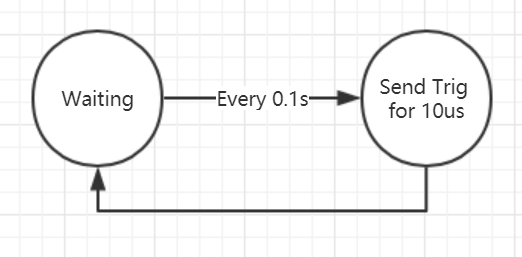 Waiting
Every 0.1s
Send Trig
for 10us